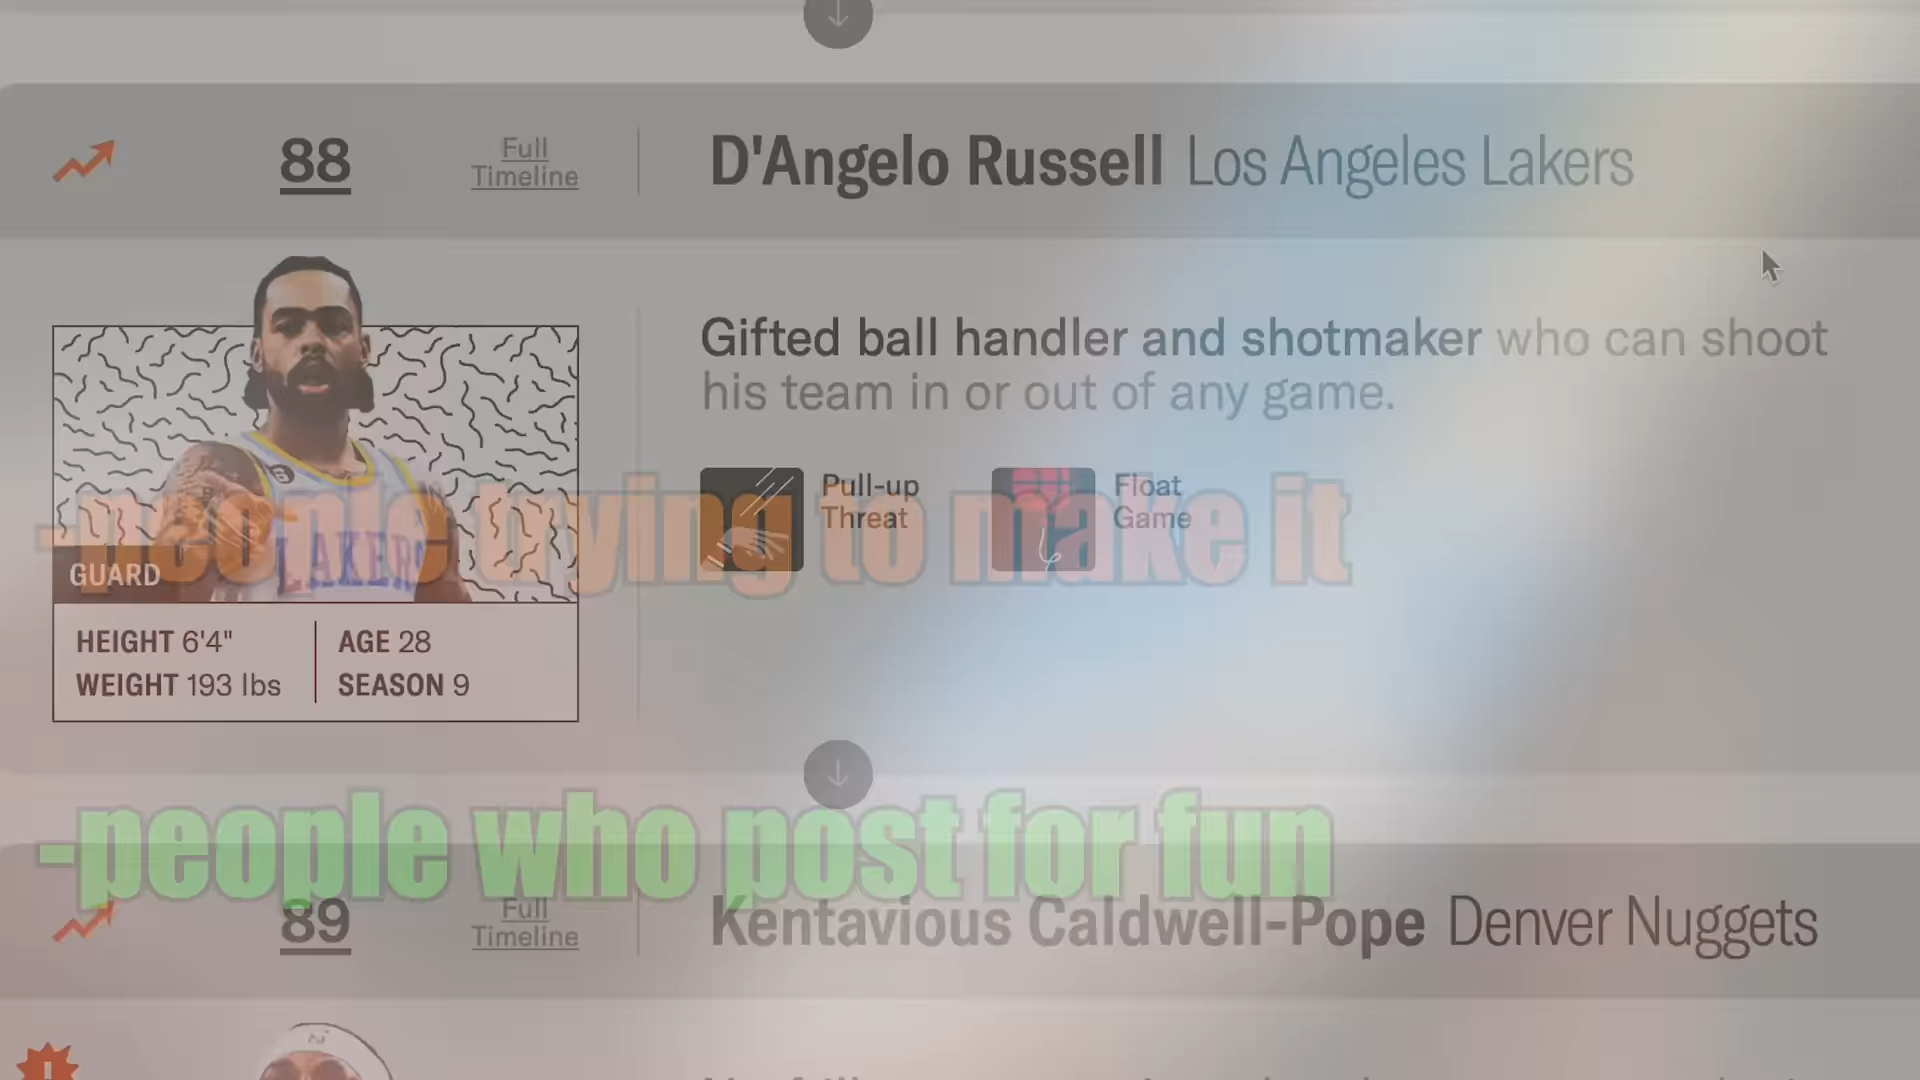 88
Full
Timeline
D'Angelo Russell Los Angeles Lakers
Gifted ball handler and shotmaker who can shoot
his team in or out of any game.
Pull-up
Threat
Float
Game
-people trying to make it
LAKERS
GUARD
HEIGHT 6'4"
AGE 28
WEIGHT 193 lbs
SEASON 9
-people who post for fun
89
Full
Timeline
Kentavious Caldwell-Pope Denver Nuggets